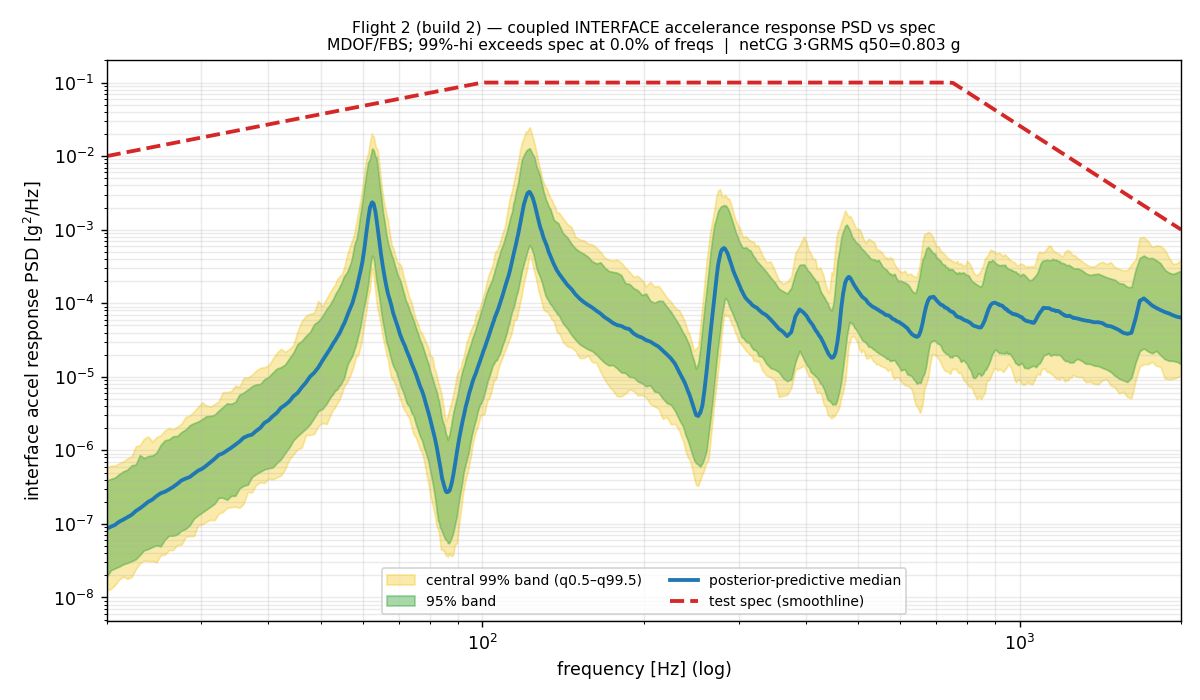 Flight 2 (build 2) — coupled INTERFACE accelerance response PSD vs spec
MDOF/FBS; 99%-hi exceeds spec at 0.0% of freqs | netCG 3·GRMS q50=0.803 g
interface accel response PSD [g²/Hz]
10⁻¹
10⁻²
10⁻³
10⁻⁴
10⁻⁵
10⁻⁶
10⁻⁷
10⁻⁸
central 99% band (q0.5–q99.5)
95% band
posterior-predictive median
test spec (smoothline)
10²
10³
frequency [Hz] (log)